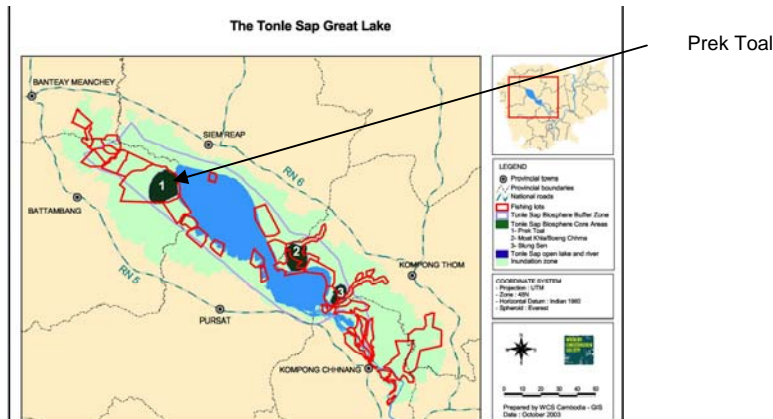 The Tonle Sap Great Lake
Prek Toal
BANTEAY MEANCHEY
SIEM REAP
RN 6
1
BATTAMBANG
2
KOMPONG THOM
3
RN 5
PURSAT
KOMPONG CHHNANG
LEGEND
Provincial towns
Provincial boundaries
National roads
Fishing lots
Tonle Sap Biosphere Buffer Zone
Tonle Sap Biosphere Core Areas
1- Prek Toal
2- Moat Khla/Boeng Chhma
3- Stung Sen
Tonle Sap open lake and river
Inundation zone
COORDINATE SYSTEM
- Projection : UTM
- Zone : 48N
- Horizontal Datum : Indian 1960
- Spheroid : Everest
WILDLIFE
CONSERVATION
SOCIETY
0 10 20 30 40 50
Prepared by WCS Cambodia - GIS
Date : October 2003